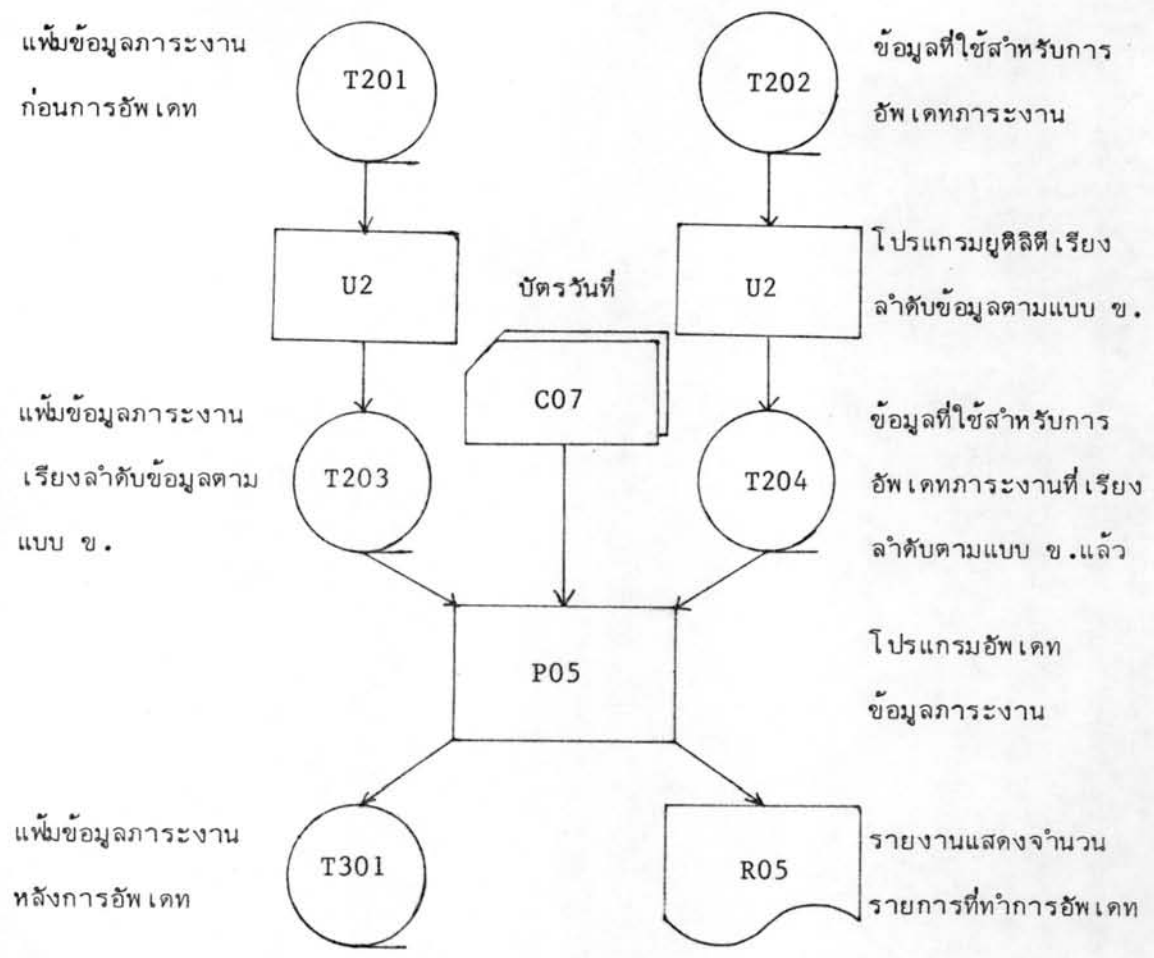 แฟ้มข้อมูลภาระงาน
ก่อนการอัพเดท
T201
T202
ข้อมูลที่ใช้สำหรับการ
อัพเดทภาระงาน
U2
บัตรวันที่
U2
โปรแกรมยูติลิตี เรียง
ลำดับข้อมูลตามแบบ ข.
C07
แฟ้มข้อมูลภาระงาน
เรียงลำดับข้อมูลตาม
แบบ ข.
T203
T204
ข้อมูลที่ใช้สำหรับการ
อัพเดทภาระงานที่เรียง
ลำดับตามแบบ ข.แล้ว
P05
โปรแกรมอัพเดท
ข้อมูลภาระงาน
แฟ้มข้อมูลภาระงาน
หลังการอัพเดท
T301
R05
รายงานแสดงจำนวน
รายการที่ทำการอัพเดท